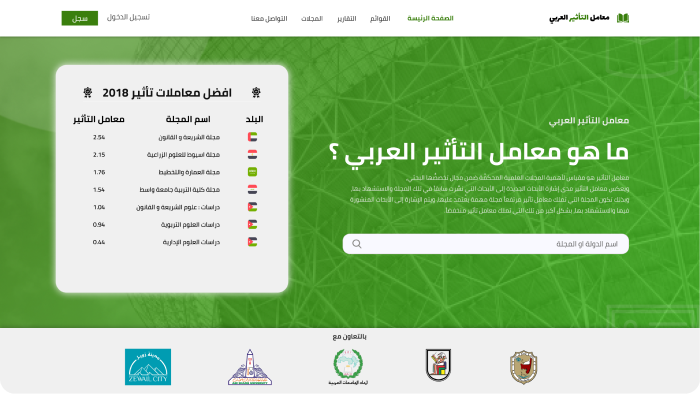 معامل التأثير العربي
الصفحة الرئيسة
القوائم
التقارير
المجلات
التواصل معنا
تسجيل الدخول
سجل
معامل التأثير العربي
ما هو معامل التأثير العربي ؟
معامل التأثير هو مقياس لأهمية المجلات العلمية المحكمة ضمن مجال تخصصها البحثي،
ويعكس معامل التأثير مدى إشارة الأبحاث الجديدة إلى الأبحاث التي نشرت سابقاً في تلك المجلة والاستشهاد بها،
وبذلك تكون المجلة التي تملك معامل تأثير مرتفعاً مجلة مهمة يعتمد عليها، ويتم الإشارة إلى الأبحاث المنشورة
فيها والاستشهاد بها بشكل أكبر من تلك التي تملك معامل تأثير منخفضاً.
اسم الدولة او المجلة
افضل معاملات تأثير 2018
البلد اسم المجلة معامل التأثير
مجلة الشريعة و القانون 2.54
مجلة اسيوط للعلوم الزراعية 2.15
مجلة العمارة والتخطيط 1.76
مجلة كلية التربية جامعة واسط 1.54
دراسات : علوم الشريعة و القانون 1.04
دراسات العلوم التربوية 0.94
دراسات العلوم الإدارية 0.44
بالتعاون مع
ZEWAIL CITY
اتحاد الجامعات العربية